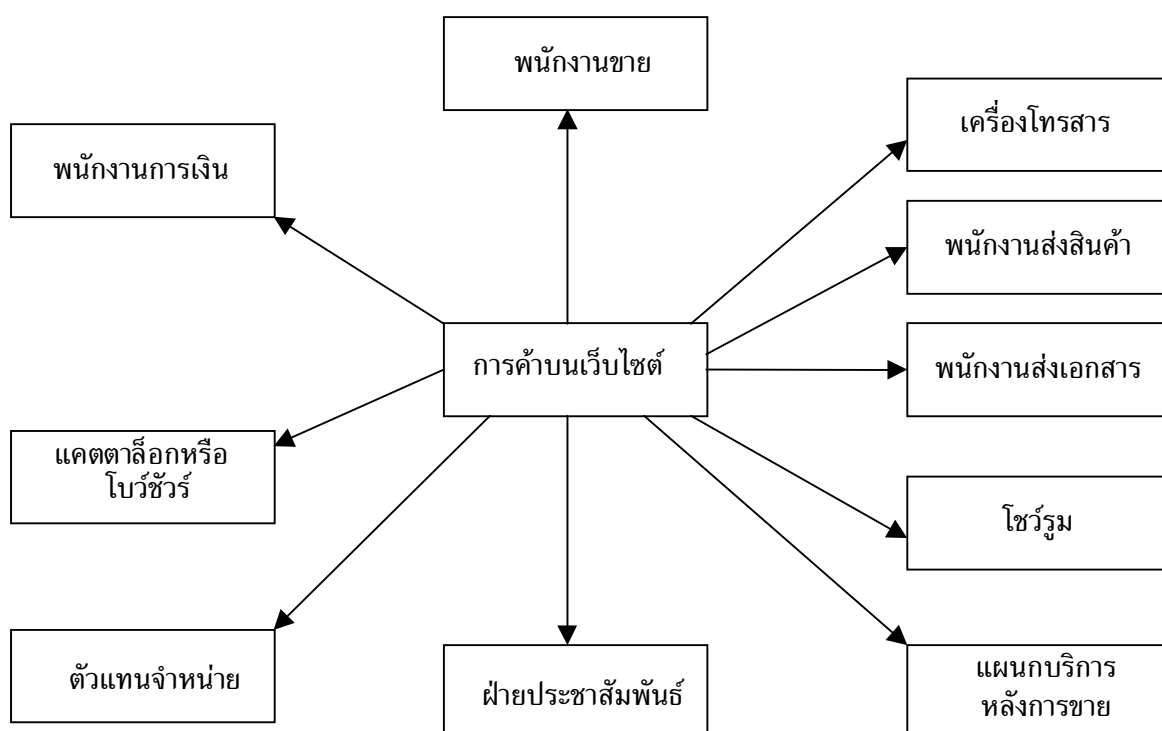 พนักงานขาย
เครื่องโทรสาร
พนักงานการเงิน
พนักงานส่งสินค้า
การค้าบนเว็บไซต์
พนักงานส่งเอกสาร
แคตตาล็อกหรือ
โบว์ชัวร์
โชว์รูม
ตัวแทนจำหน่าย
ฝ่ายประชาสัมพันธ์
แผนกบริการ
หลังการขาย